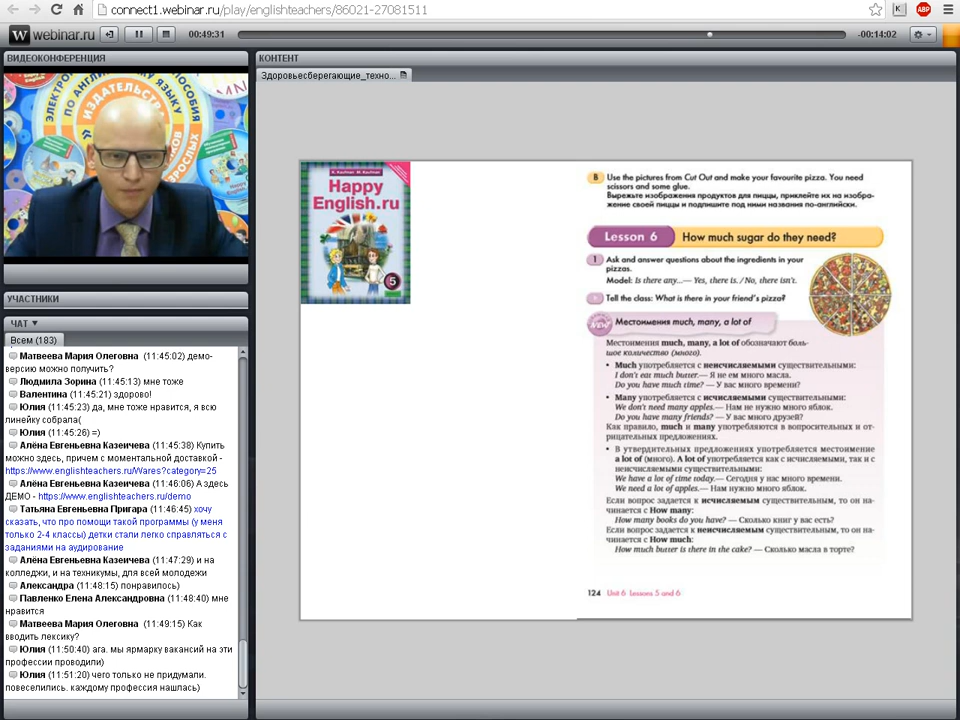 connect1.webinar.ru/play/englishteachers/86021-27081511
ABP
webinar.ru
00:49:31
-00:14:02
ВИДЕОКОНФЕРЕНЦИЯ
КОНТЕНТ
Здоровьесберегающие_техно...
УЧАСТНИКИ
ЧАТ
Всем (183)
Матвеева Мария Олеговна (11:45:02) демо-
версию можно получить?
Людмила Зорина (11:45:13) мне тоже
Валентина (11:45:21) здорово!
Юлия (11:45:23) да, мне тоже нравится, я всю
линейку собрала(
Юлия (11:45:26) =)
Алёна Евгеньевна Казеичева (11:45:38) Купить
можно здесь, причем с моментальной доставкой -
https://www.englishteachers.ru/Wares?category=25
Алёна Евгеньевна Казеичева (11:46:06) А здесь
ДЕМО - https://www.englishteachers.ru/demo
Татьяна Евгеньевна Пригара (11:46:45) хочу
сказать, что про помощи такой программы (у меня
только 2-4 классы) детки стали легко справляться с
заданиями на аудирование
Алёна Евгеньевна Казеичева (11:47:29) и на
колледжи, и на техникумы, для всей молодежи
Александра (11:48:15) понравилось)
Павленко Елена Александровна (11:48:40) мне
нравится
Матвеева Мария Олеговна (11:49:15) Как
вводить лексику?
Юлия (11:50:40) ага. мы ярмарку вакансий на эти
профессии проводили)
Юлия (11:51:20) чего только не придумали.
повеселились. каждому профессия нашлась)
Happy
English.ru
5
B Use the pictures from Cut Out and make your favourite pizza. You need
scissors and some glue.
Вырежьте изображения продуктов для пиццы, приклейте их на изобра-
жение своей пиццы и подпишите под ними названия по-английски.
Lesson 6 How much sugar do they need?
1 Ask and answer questions about the ingredients in your
pizzas.
Model: Is there any...— Yes, there is. / No, there isn't.
Tell the class: What is there in your friend's pizza?
NEW Местоимения much, many, a lot of
Местоимения much, many, a lot of обозначают боль-
шое количество (много).
• Much употребляется с неисчисляемыми существительными:
I don't eat much butter.— Я не ем много масла.
Do you have much time? — У вас много времени?
• Many употребляется с исчисляемыми существительными:
We don't need many apples.— Нам не нужно много яблок.
Do you have many friends? — У вас много друзей?
Как правило, much и many употребляются в вопросительных и от-
рицательных предложениях.
• В утвердительных предложениях употребляется местоимение
a lot of (много). A lot of употребляется как с исчисляемыми, так и с
неисчисляемыми существительными:
We have a lot of time today.— Сегодня у нас много времени.
We need a lot of apples.— Нам нужно много яблок.
Если вопрос задается к исчисляемым существительным, то он на-
чинается с How many:
How many books do you have? — Сколько книг у вас есть?
Если вопрос задается к неисчисляемым существительным, то он на-
чинается с How much:
How much butter is there in the cake? — Сколько масла в торте?
124 Unit 6 Lessons 5 and 6